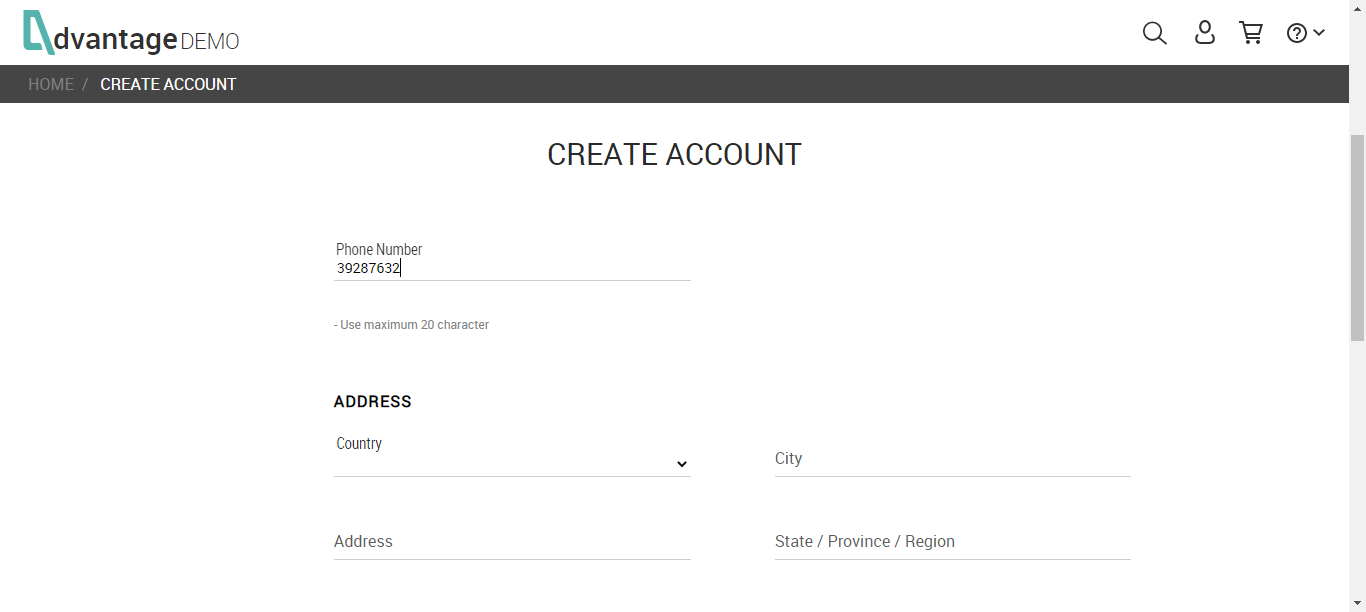 dvantage DEMO
HOME / CREATE ACCOUNT
CREATE ACCOUNT
Phone Number
39287632
- Use maximum 20 character
ADDRESS
Country
City
Address
State / Province / Region